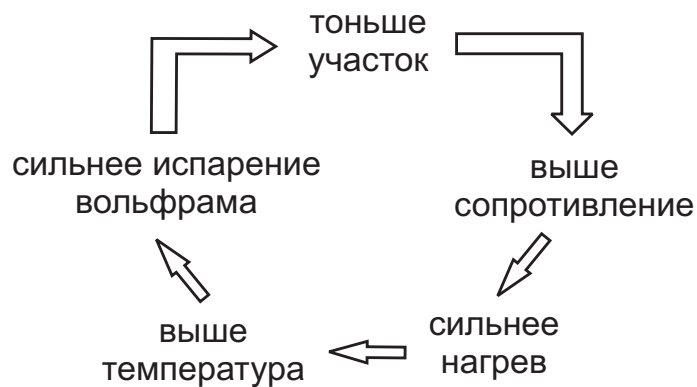 тоньше
участок
выше
сопротивление
сильнее
нагрев
выше
температура
сильнее испарение
вольфрама